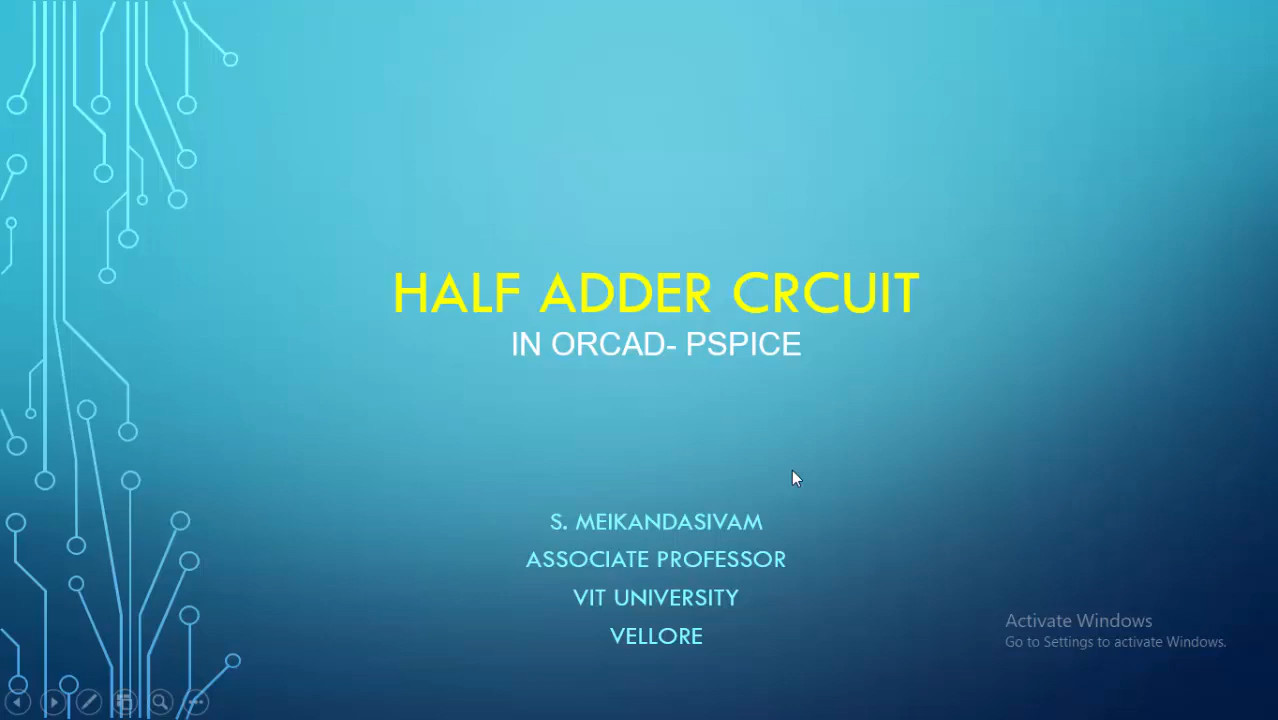 HALF ADDER CRCUIT
IN ORCAD- PSPICE
S. MEIKANDASIVAM
ASSOCIATE PROFESSOR
VIT UNIVERSITY
VELLORE
Activate Windows
Go to Settings to activate Windows.